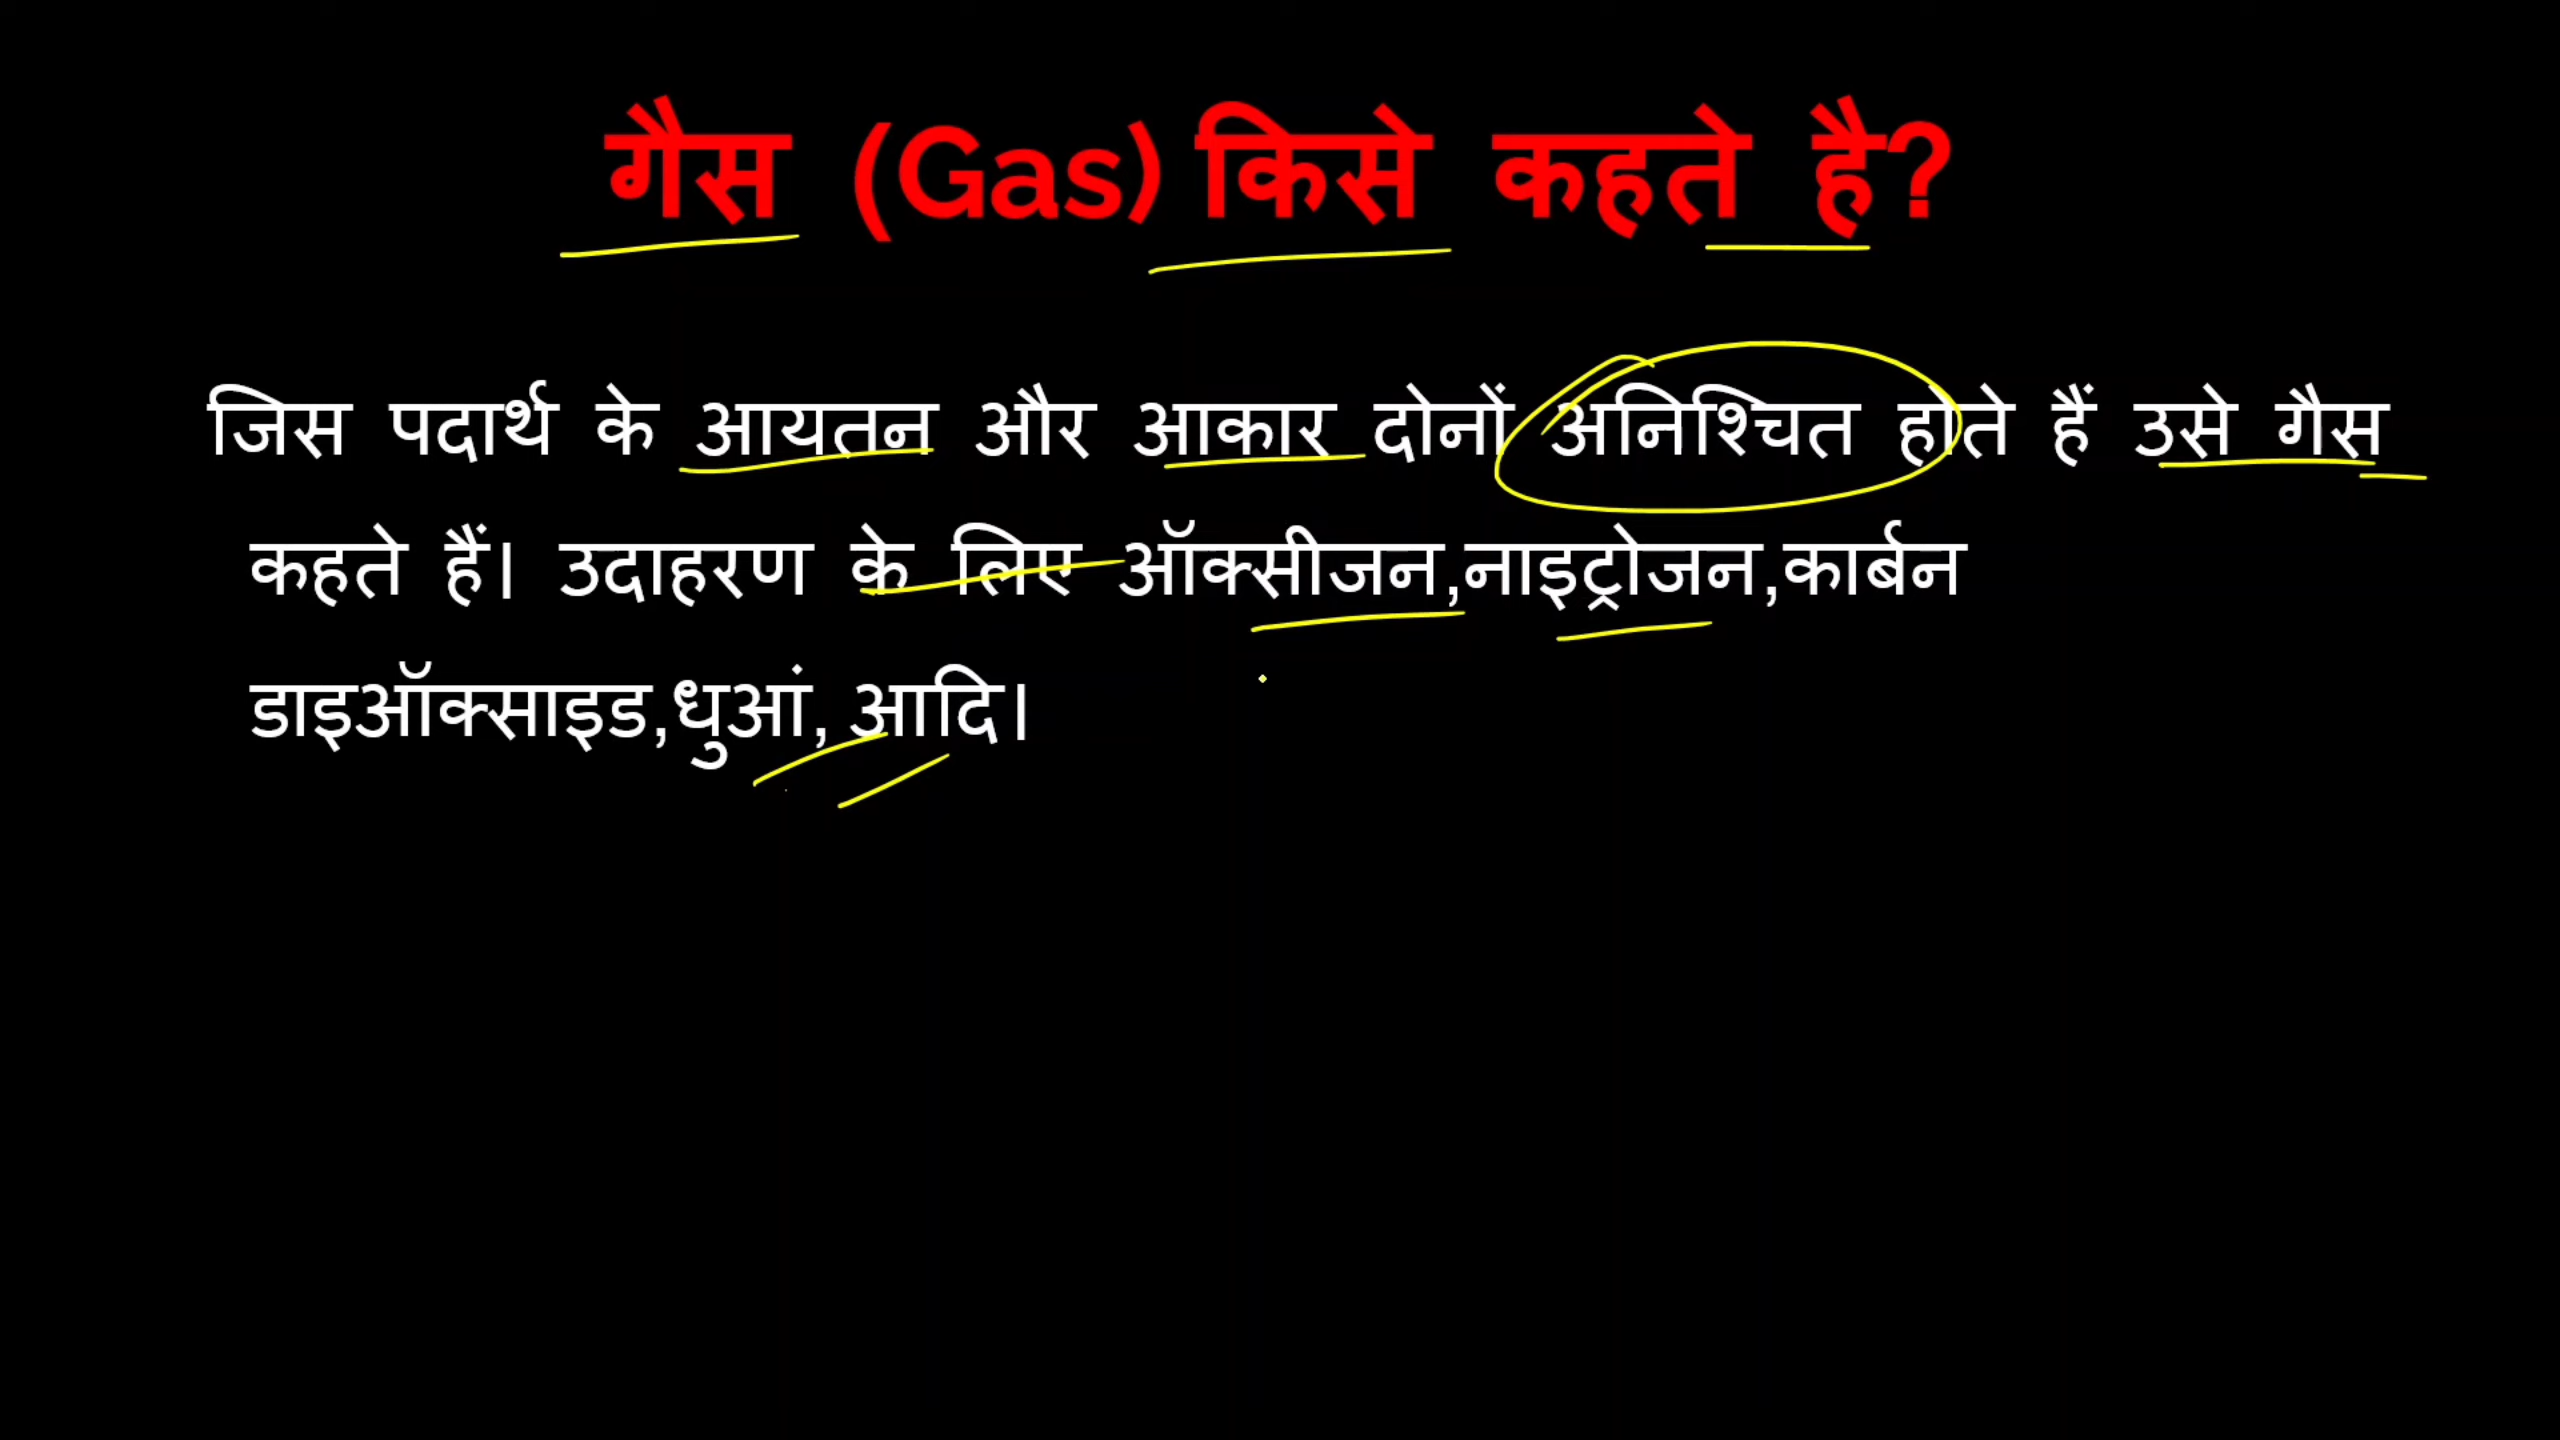 गैस (Gas) किसे कहते है?
जिस पदार्थ के आयतन और आकार दोनों अनिश्चित होते हैं उसे गैस
कहते हैं। उदाहरण के लिए ऑक्सीजन,नाइट्रोजन,कार्बन
डाइऑक्साइड,धुआं, आदि।